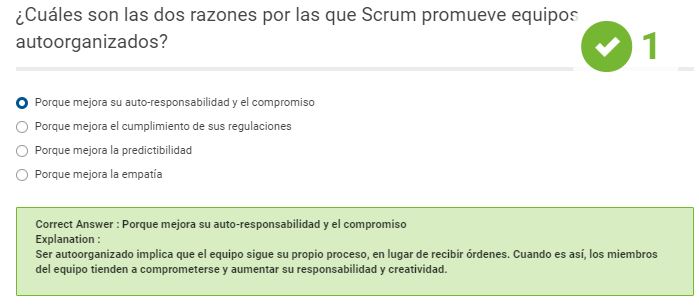 ¿Cuáles son las dos razones por las que Scrum promueve equipos
autoorganizados?
1
Porque mejora su auto-responsabilidad y el compromiso
Porque mejora el cumplimiento de sus regulaciones
Porque mejora la predictibilidad
Porque mejora la empatía
Correct Answer : Porque mejora su auto-responsabilidad y el compromiso
Explanation :
Ser autoorganizado implica que el equipo sigue su propio proceso, en lugar de recibir órdenes. Cuando es así, los miembros
del equipo tienden a comprometerse y aumentar su responsabilidad y creatividad.